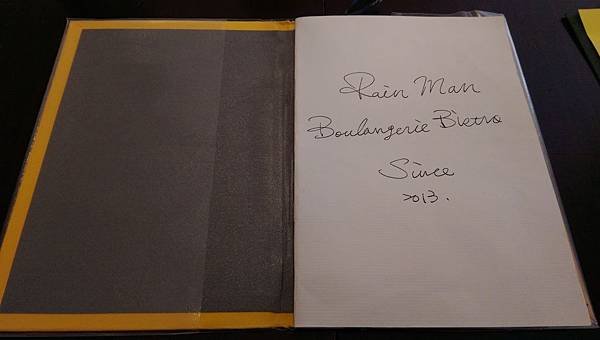 Rain Man
Boulangerie Bistro
Since
2013.